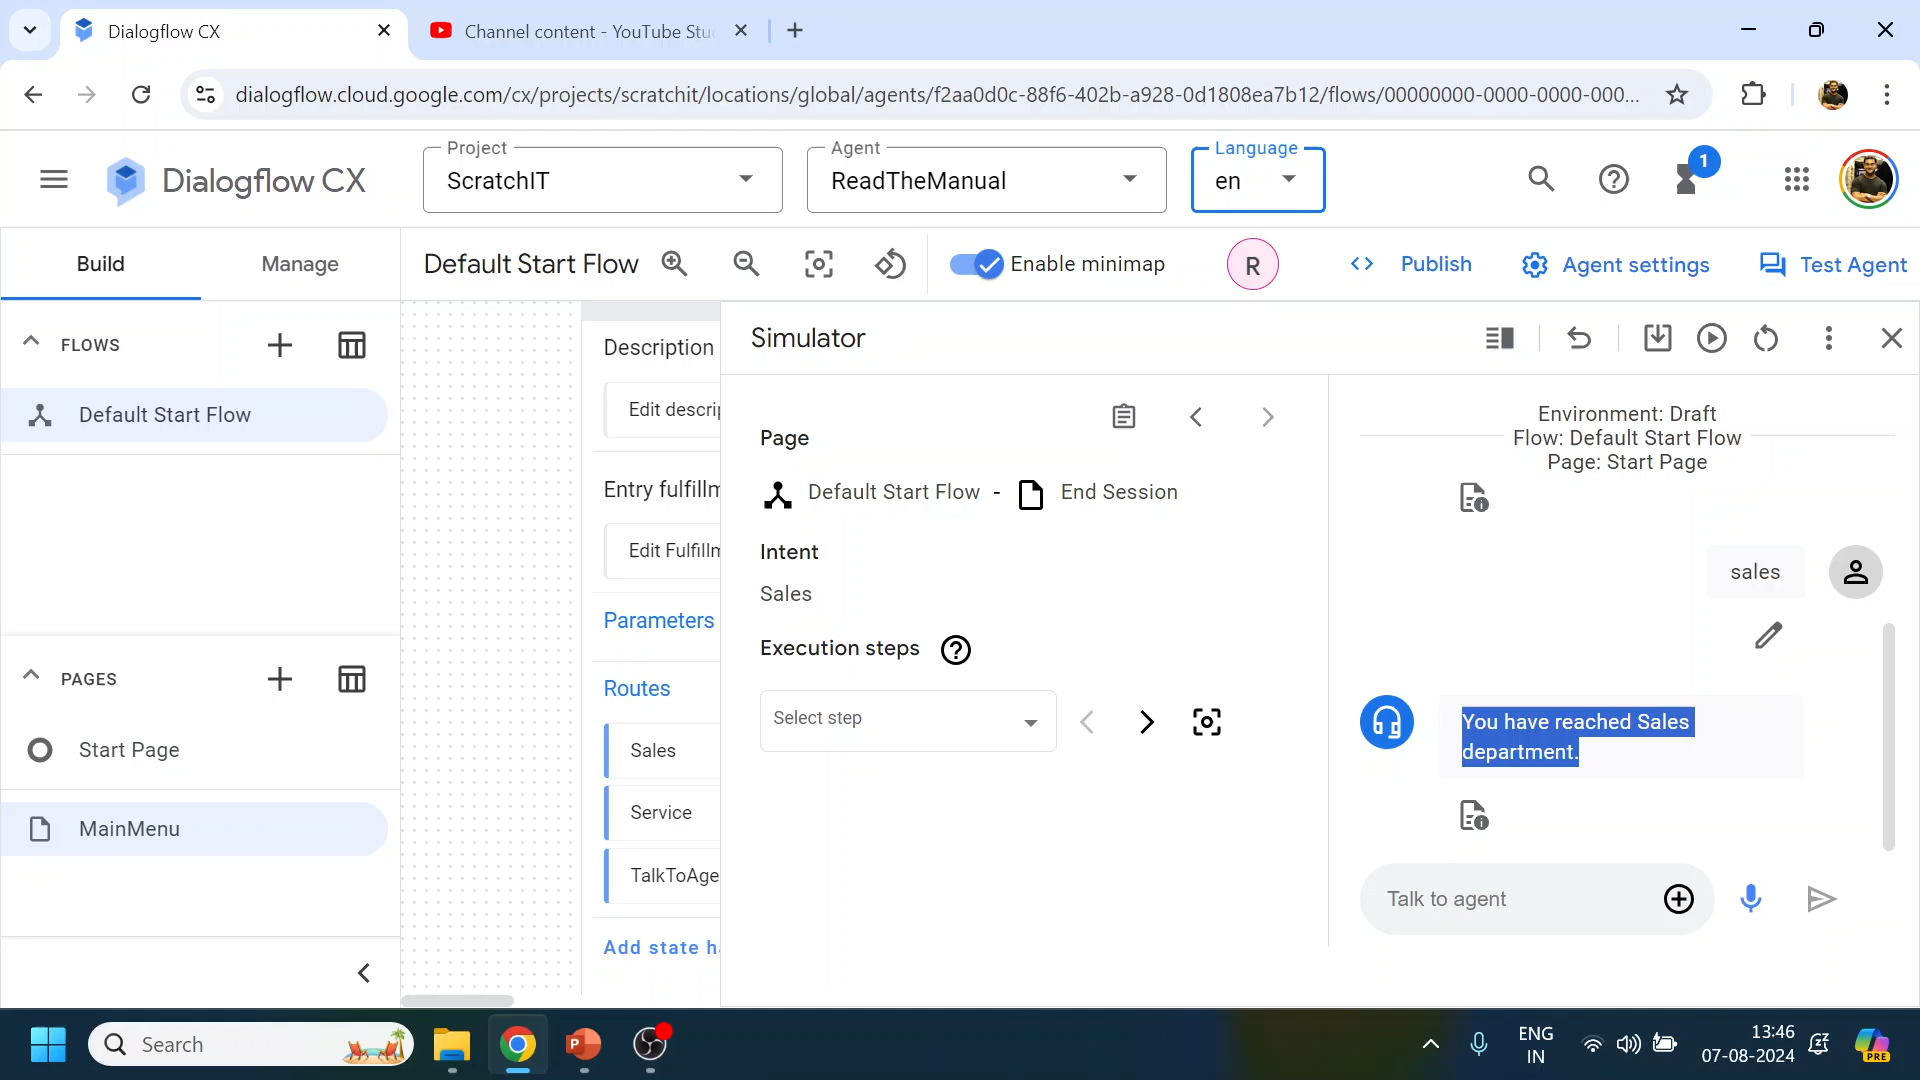 Dialogflow CX
Channel content - YouTube Stu
dialogflow.cloud.google.com/cx/projects/scratchit/locations/global/agents/f2aa0d0c-88f6-402b-a928-0d1808ea7b12/flows/00000000-0000-0000-000...
Dialogflow CX
Project
ScratchIT
Agent
ReadTheManual
Language
en
1
Build
Manage
Default Start Flow
Enable minimap
R
Publish
Agent settings
Test Agent
FLOWS
Default Start Flow
PAGES
Start Page
MainMenu
Description
Edit descrip
Entry fulfillm
Edit Fulfillm
Parameters
Routes
Sales
Service
TalkToAge
Add state ha
Simulator
Page
Default Start Flow - End Session
Intent
Sales
Execution steps
Select step
Environment: Draft
Flow: Default Start Flow
Page: Start Page
sales
You have reached Sales
department.
Talk to agent
Search
ENG
IN
13:46
07-08-2024
PRE